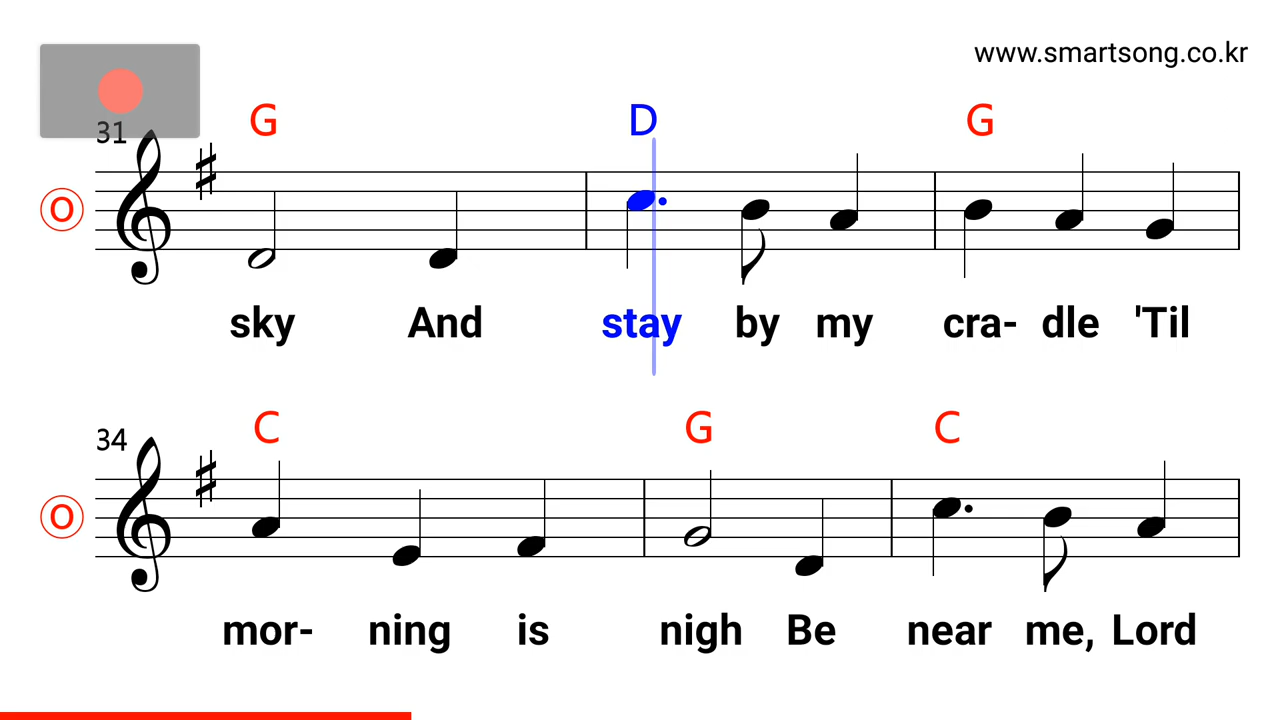 www.smartsong.co.kr
G D G
31
O
sky And stay by my cra- dle 'Til
C G C
34
O
mor- ning is nigh Be near me, Lord